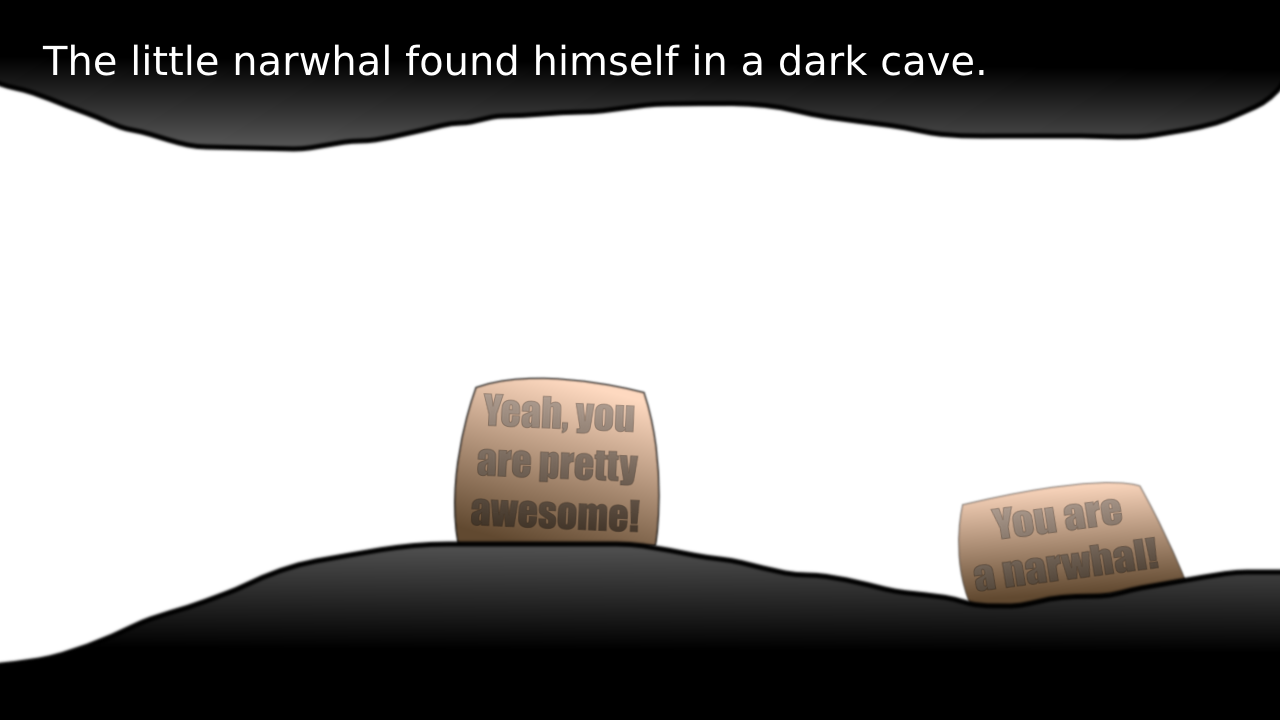 The little narwhal found himself in a dark cave.
Yeah, you
are pretty
awesome!
You are
a narwhal!